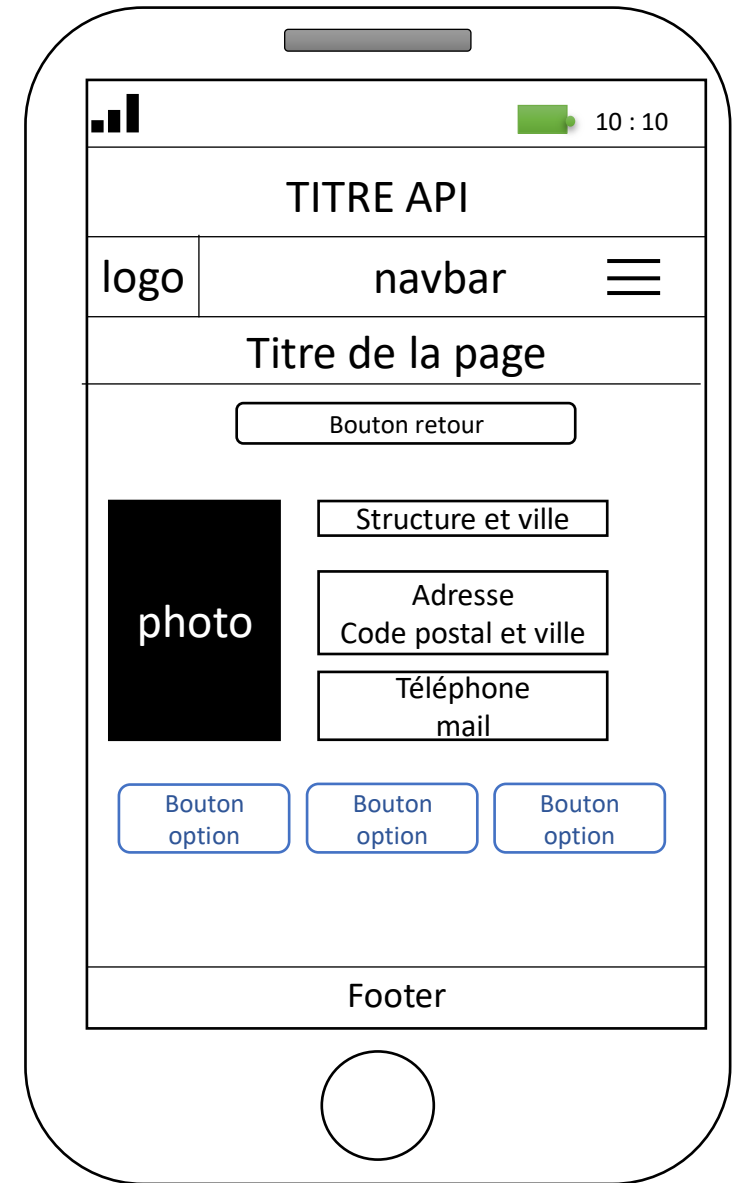 10 : 10
TITRE API
logo
navbar
Titre de la page
Bouton retour
photo
Structure et ville
Adresse
Code postal et ville
Téléphone
mail
Bouton
option
Bouton
option
Bouton
option
Footer